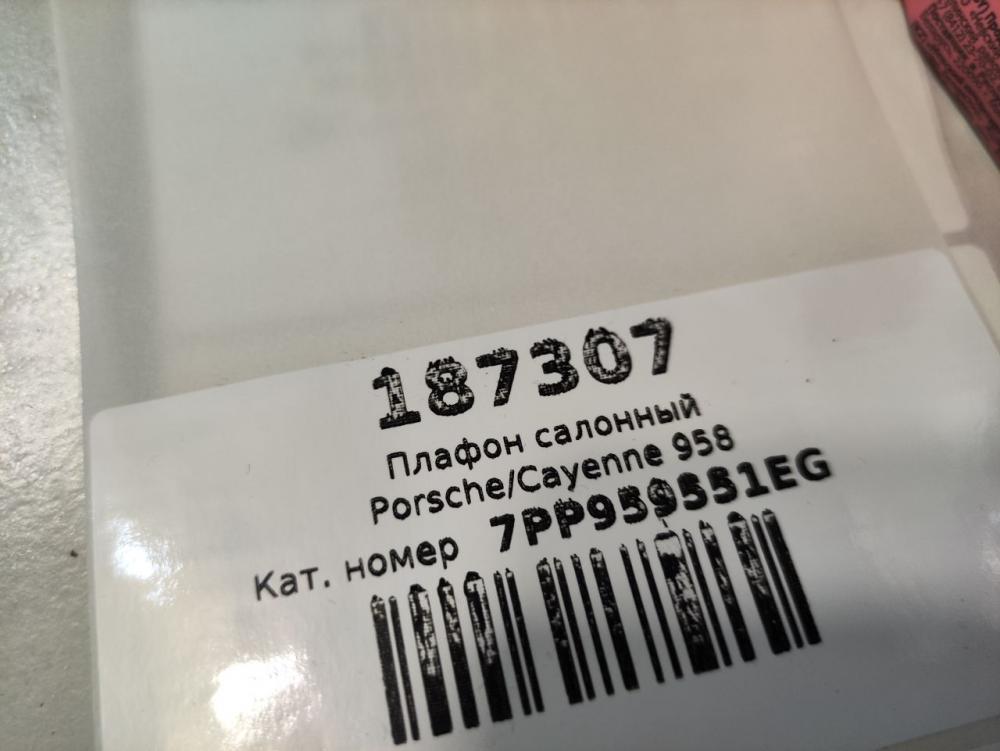 187307
Плафон салонный
Porsche/Cayenne 958
Кат. номер 7PP959551EG